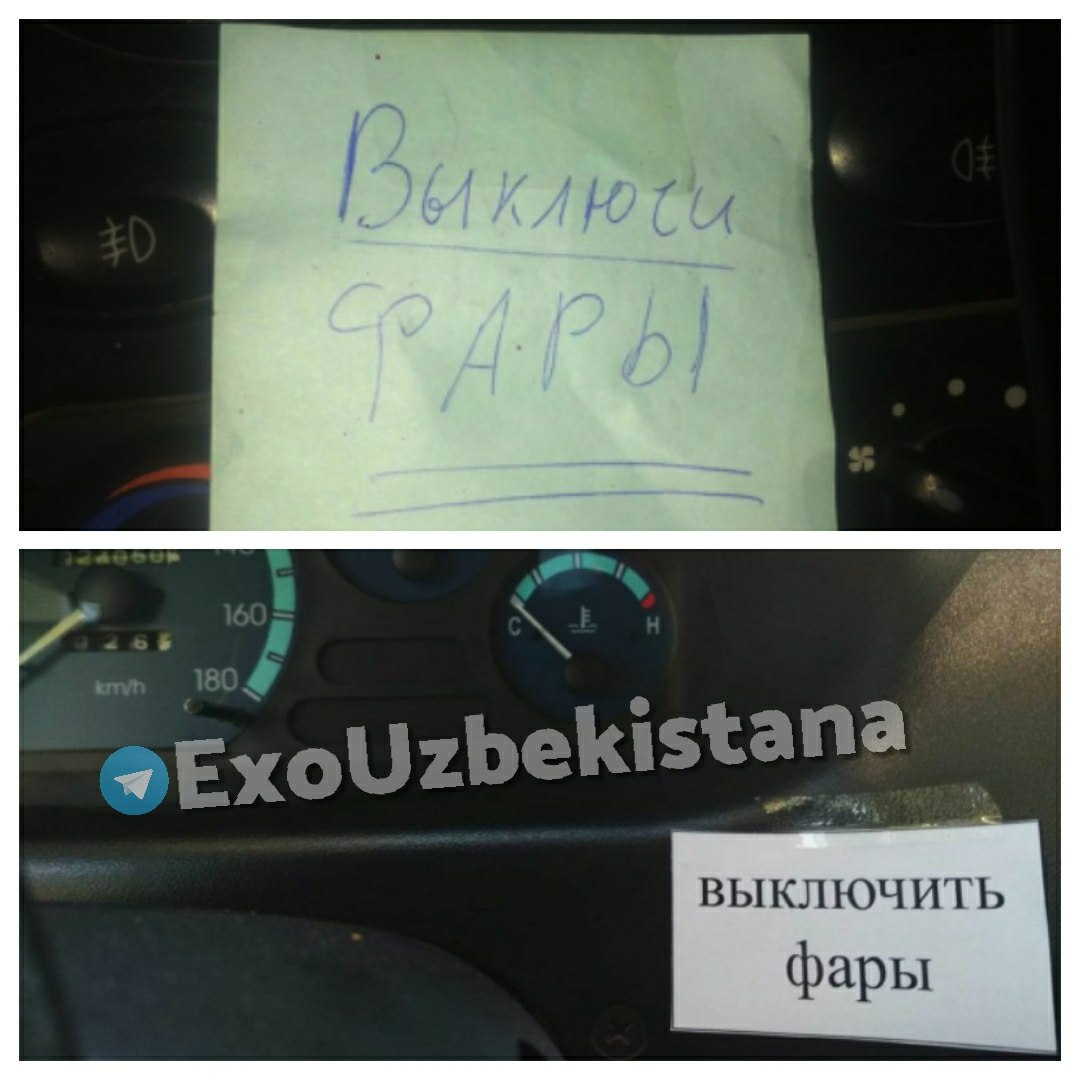 Выключи
ФАРЫ
160
180
km/h
C
H
ExoUzbekistana
выключить
фары